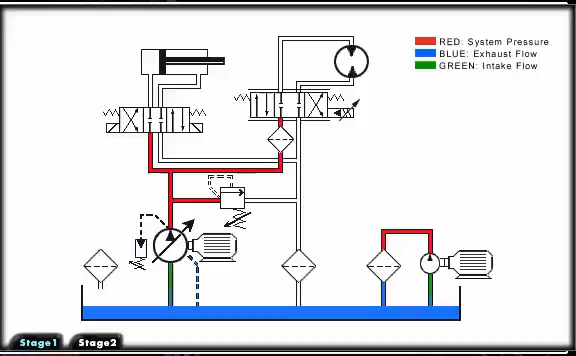 RED: System Pressure
BLUE: Exhaust Flow
GREEN: Intake Flow
Stage1 Stage2